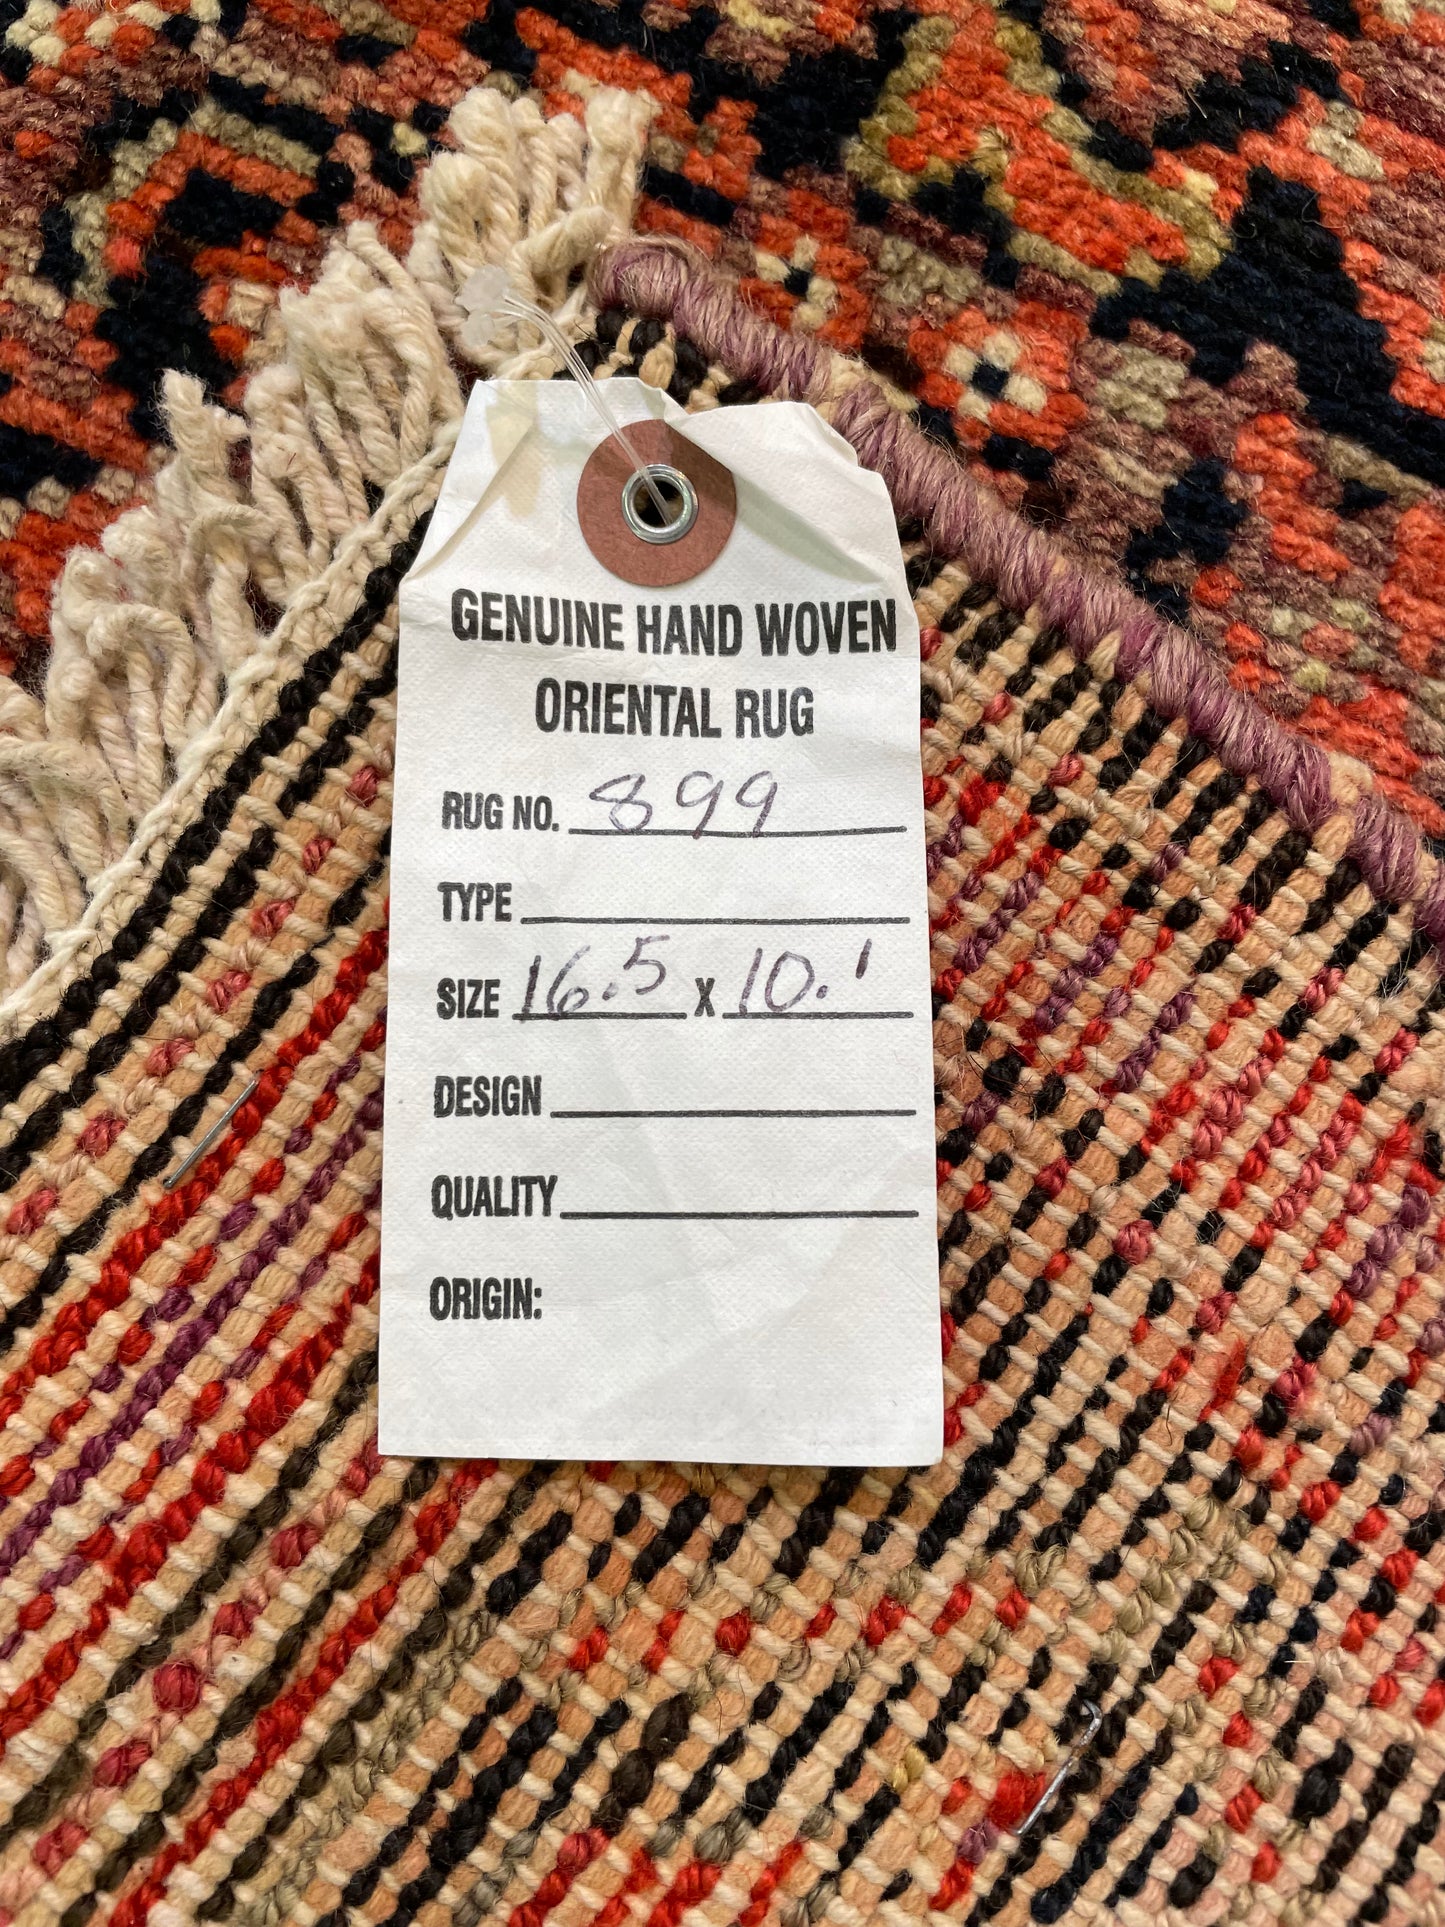 GENUINE HAND WOVEN
ORIENTAL RUG
RUG NO. 899
TYPE
SIZE 16.5 X 10.1
DESIGN
QUALITY
ORIGIN: